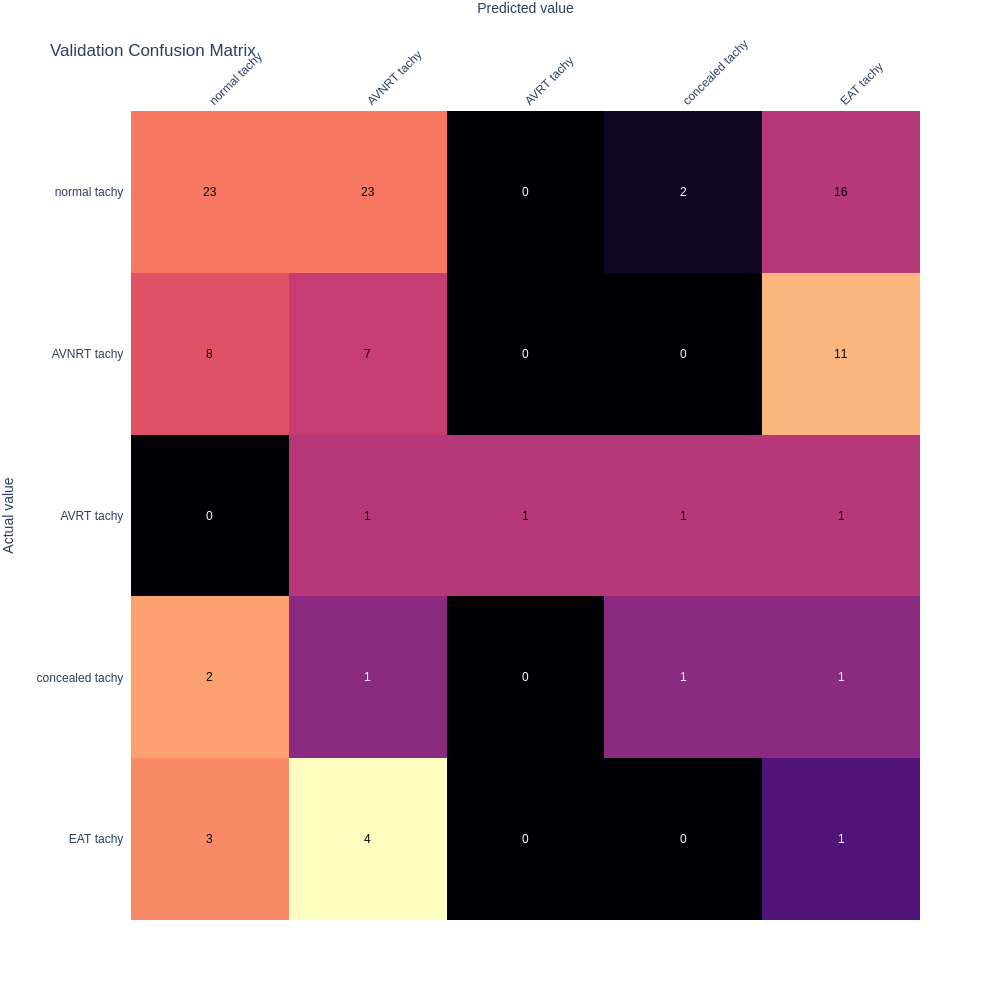 Predicted value
Validation Confusion Matrix
normal tachy AVNRT tachy AVRT tachy concealed tachy EAT tachy
normal tachy 23 23 0 2 16
AVNRT tachy 8 7 0 0 11
Actual value
AVRT tachy 0 1 1 1 1
concealed tachy 2 1 0 1 1
EAT tachy 3 4 0 0 1